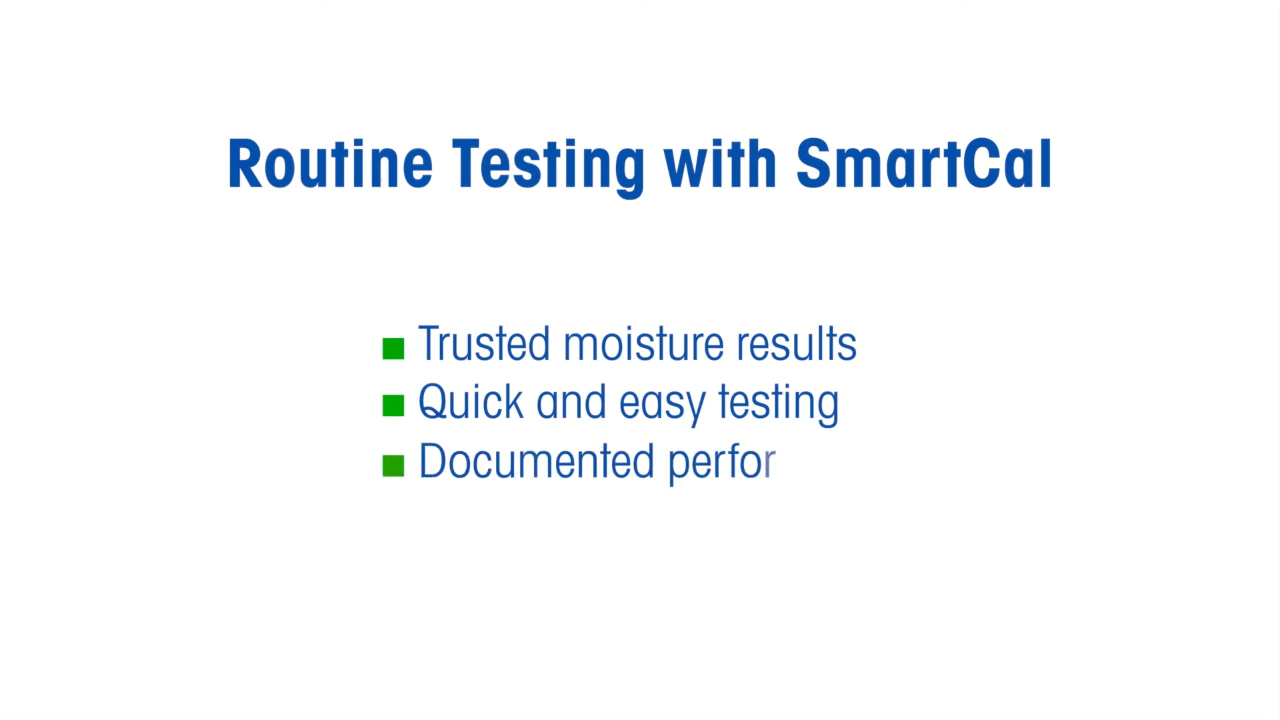 Routine Testing with SmartCal
Trusted moisture results
Quick and easy testing
Documented perfor